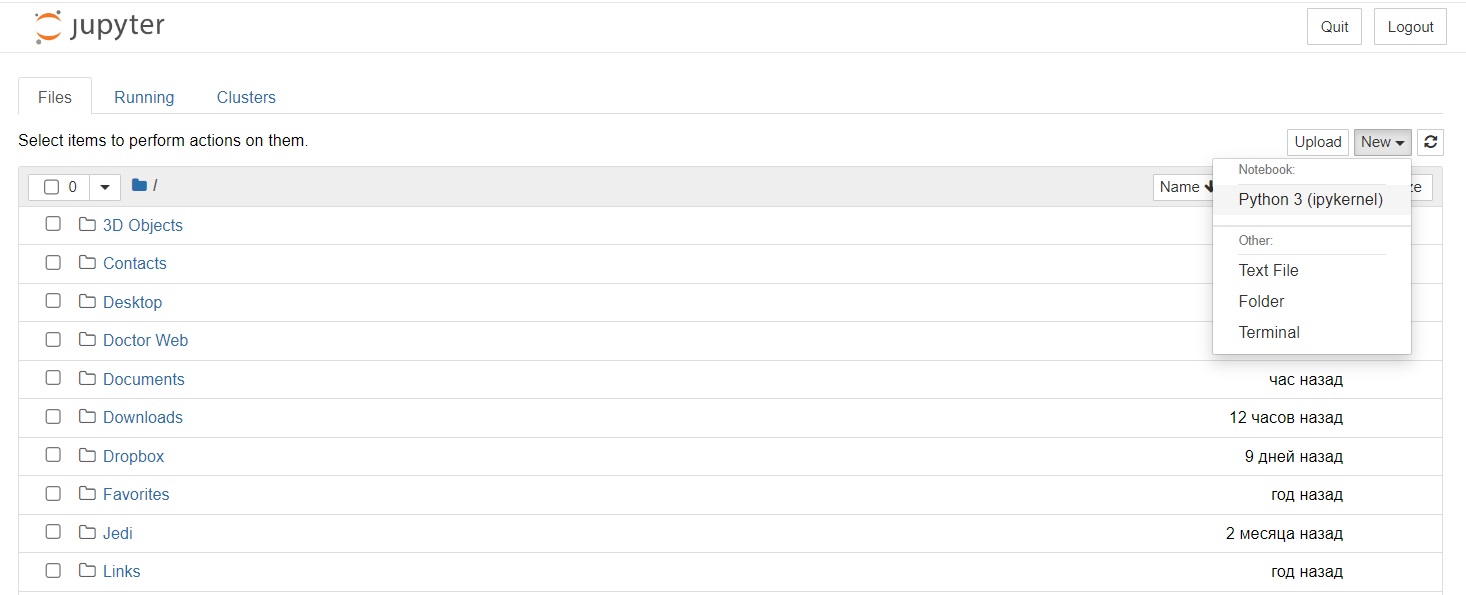 jupyter Quit Logout
Files Running Clusters
Select items to perform actions on them. Upload New
Notebook:
0 / Name
Python 3 (ipykernel)
3D Objects
Other:
Contacts
Text File
Desktop Folder
Doctor Web Terminal
Documents час назад
Downloads 12 часов назад
Dropbox 9 дней назад
Favorites год назад
Jedi 2 месяца назад
Links год назад